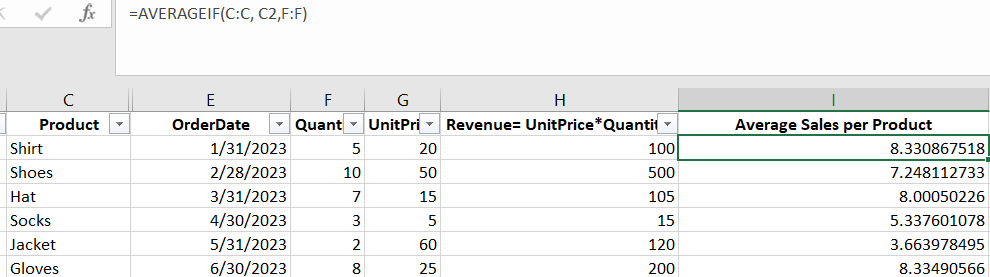 fx =AVERAGEIF(C:C, C2,F:F)
C E F G H I
Product OrderDate Quant UnitPri Revenue= UnitPrice*Quantit Average Sales per Product
Shirt 1/31/2023 5 20 100 8.330867518
Shoes 2/28/2023 10 50 500 7.248112733
Hat 3/31/2023 7 15 105 8.00050226
Socks 4/30/2023 3 5 15 5.337601078
Jacket 5/31/2023 2 60 120 3.663978495
Gloves 6/30/2023 8 25 200 8.33490566